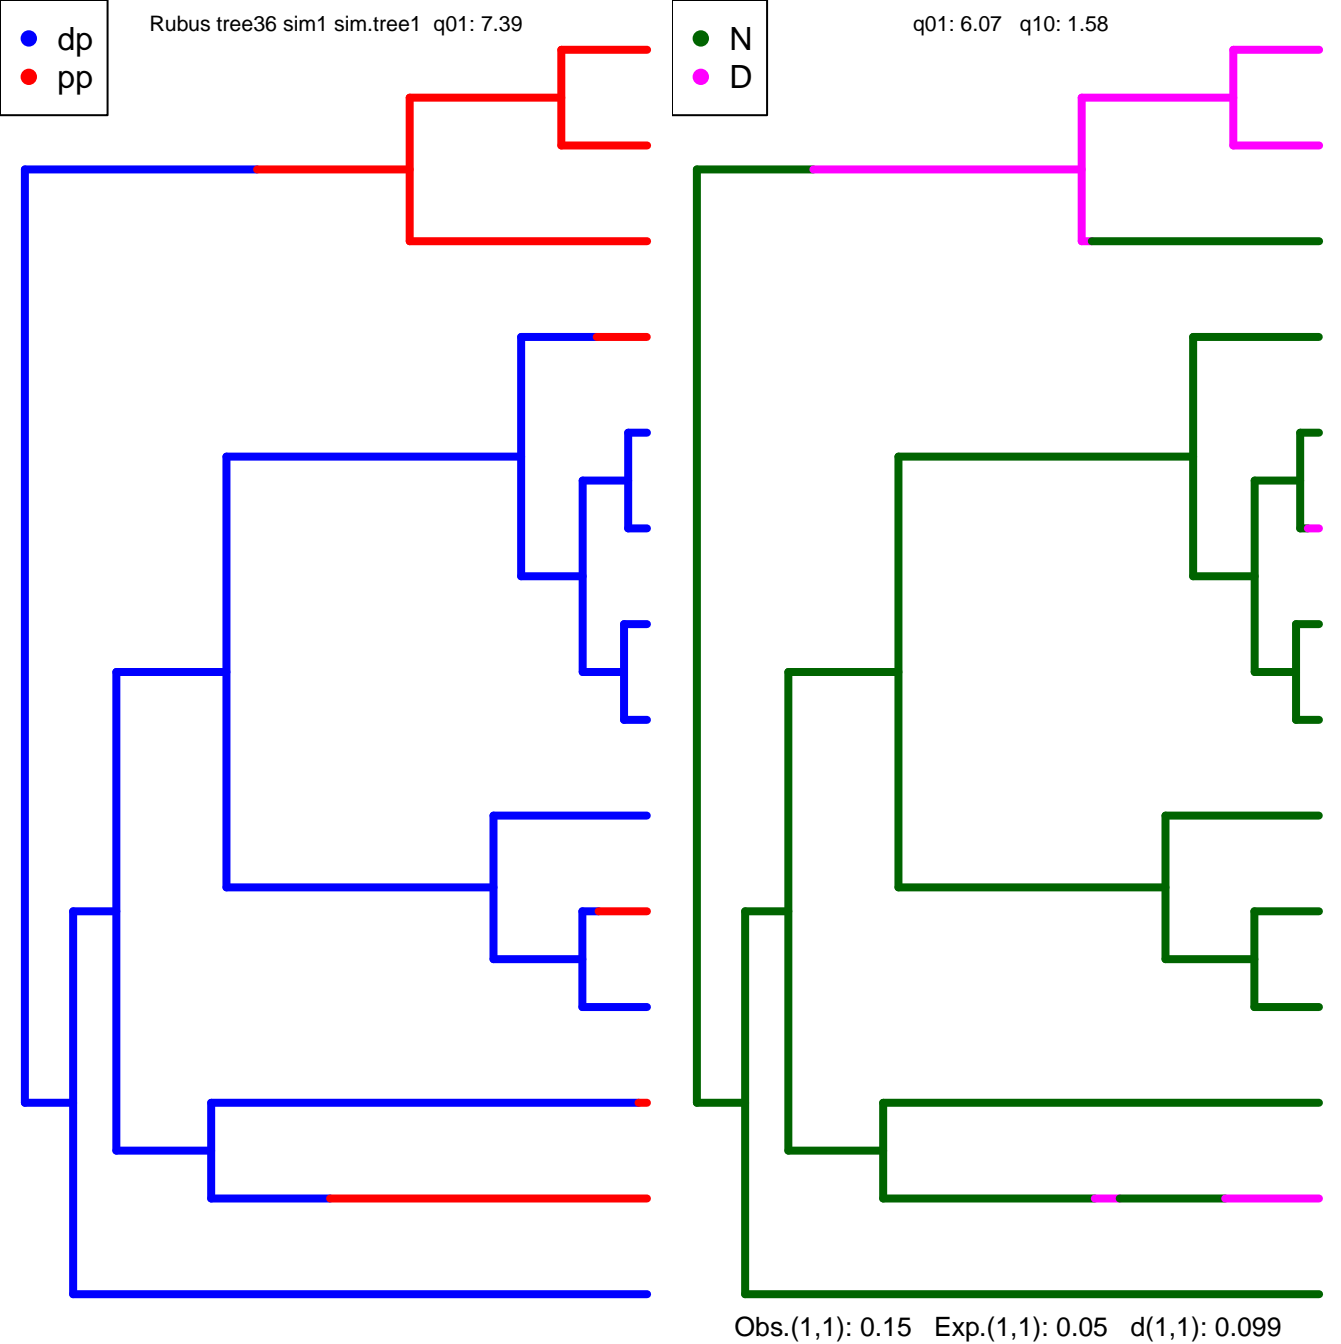 dp
pp
Rubus tree36 sim1 sim.tree1 q01: 7.39
N
D
q01: 6.07 q10: 1.58
Obs.(1,1): 0.15 Exp.(1,1): 0.05 d(1,1): 0.099